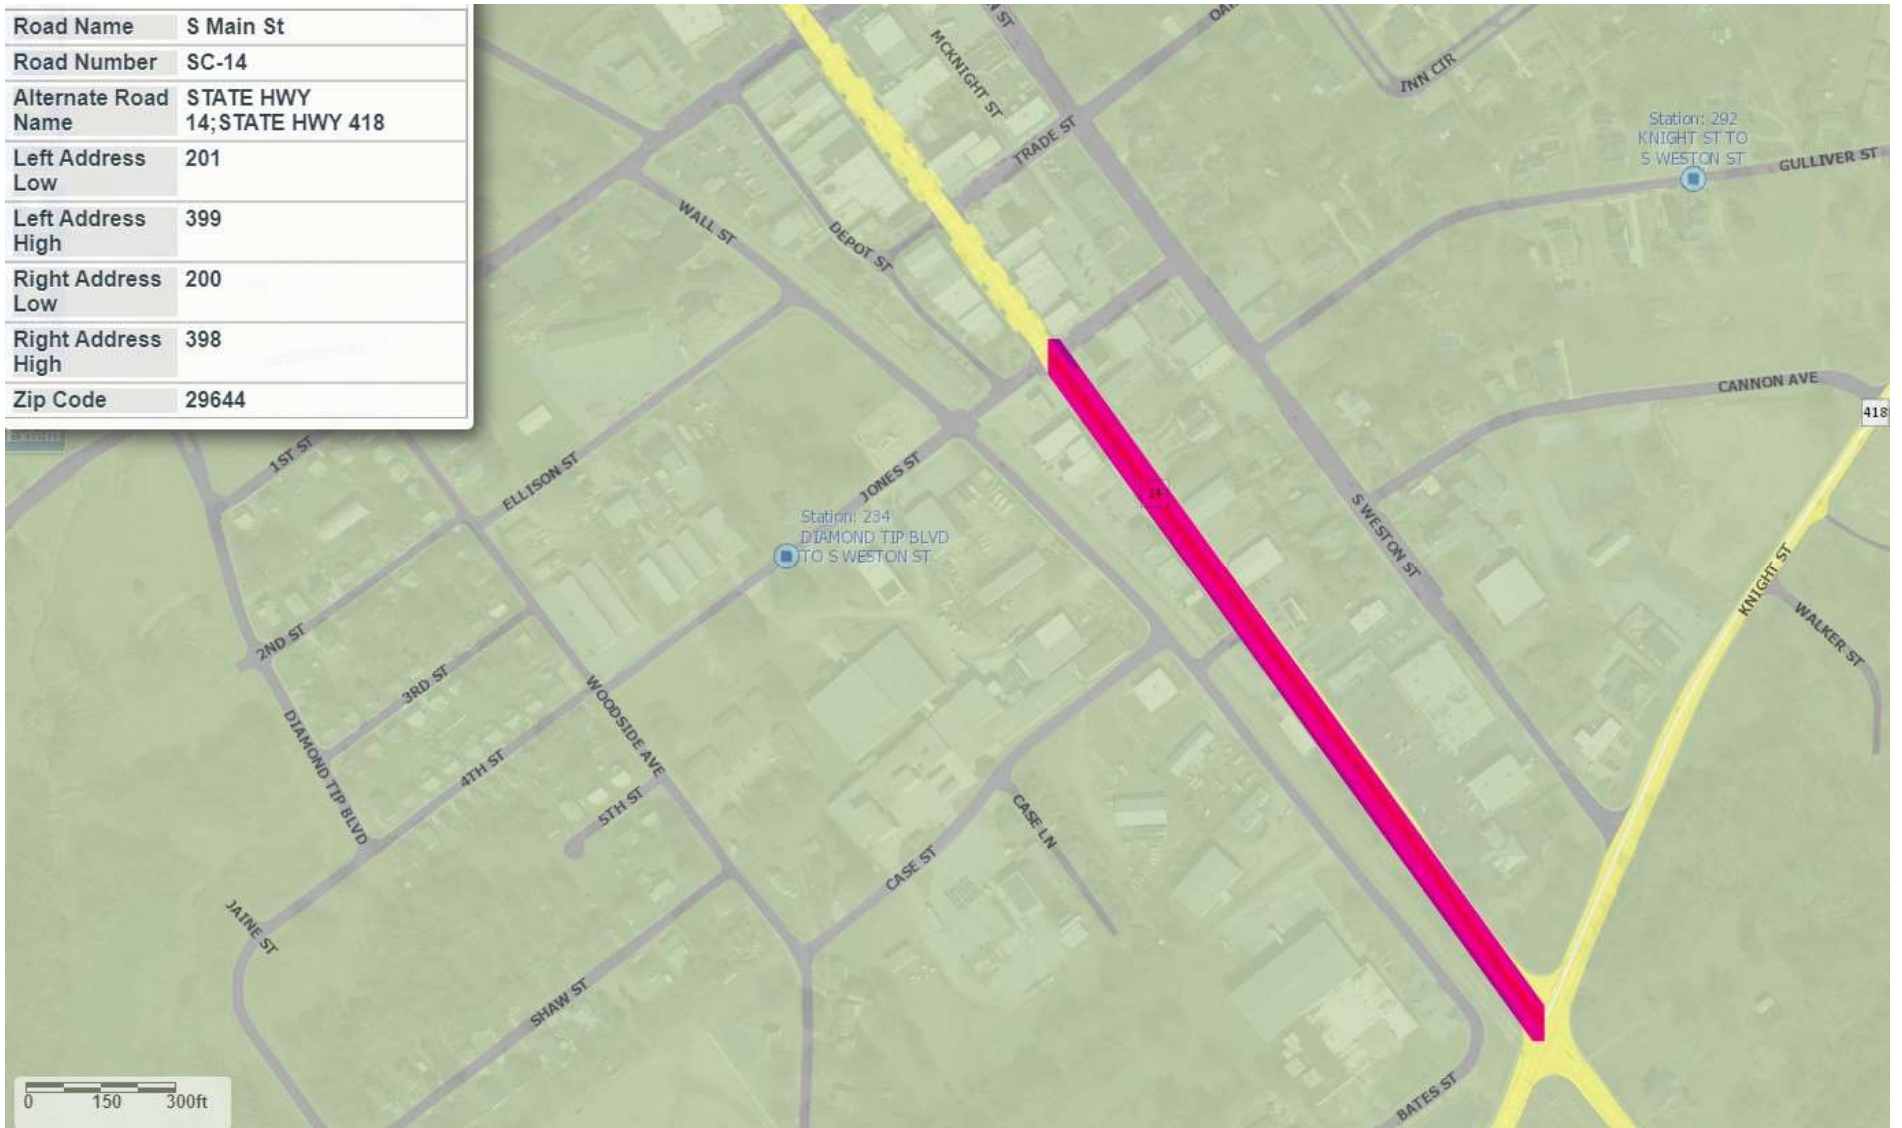 Road Name S Main St
Road Number SC-14
Alternate Road STATE HWY
Name 14;STATE HWY 418
Left Address 201
Low
Left Address 399
High
Right Address 200
Low
Right Address 398
High
Zip Code 29644
Extent
N ST
MCKNIGHT ST
TRADE ST
INN CIR
Station: 292
KNIGHT ST TO
S WESTON ST
GULLIVER ST
WALL ST
DEPOT ST
CANNON AVE
418
1ST ST
ELLISON ST
JONES ST
14
S WESTON ST
Station: 234
DIAMOND TIP BLVD
TO S WESTON ST
KNIGHT ST
WALKER ST
2ND ST
3RD ST
WOODSIDE AVE
DIAMOND TIP BLVD
4TH ST
5TH ST
CASE LN
CASE ST
JAINE ST
SHAW ST
BATES ST
0 150 300ft